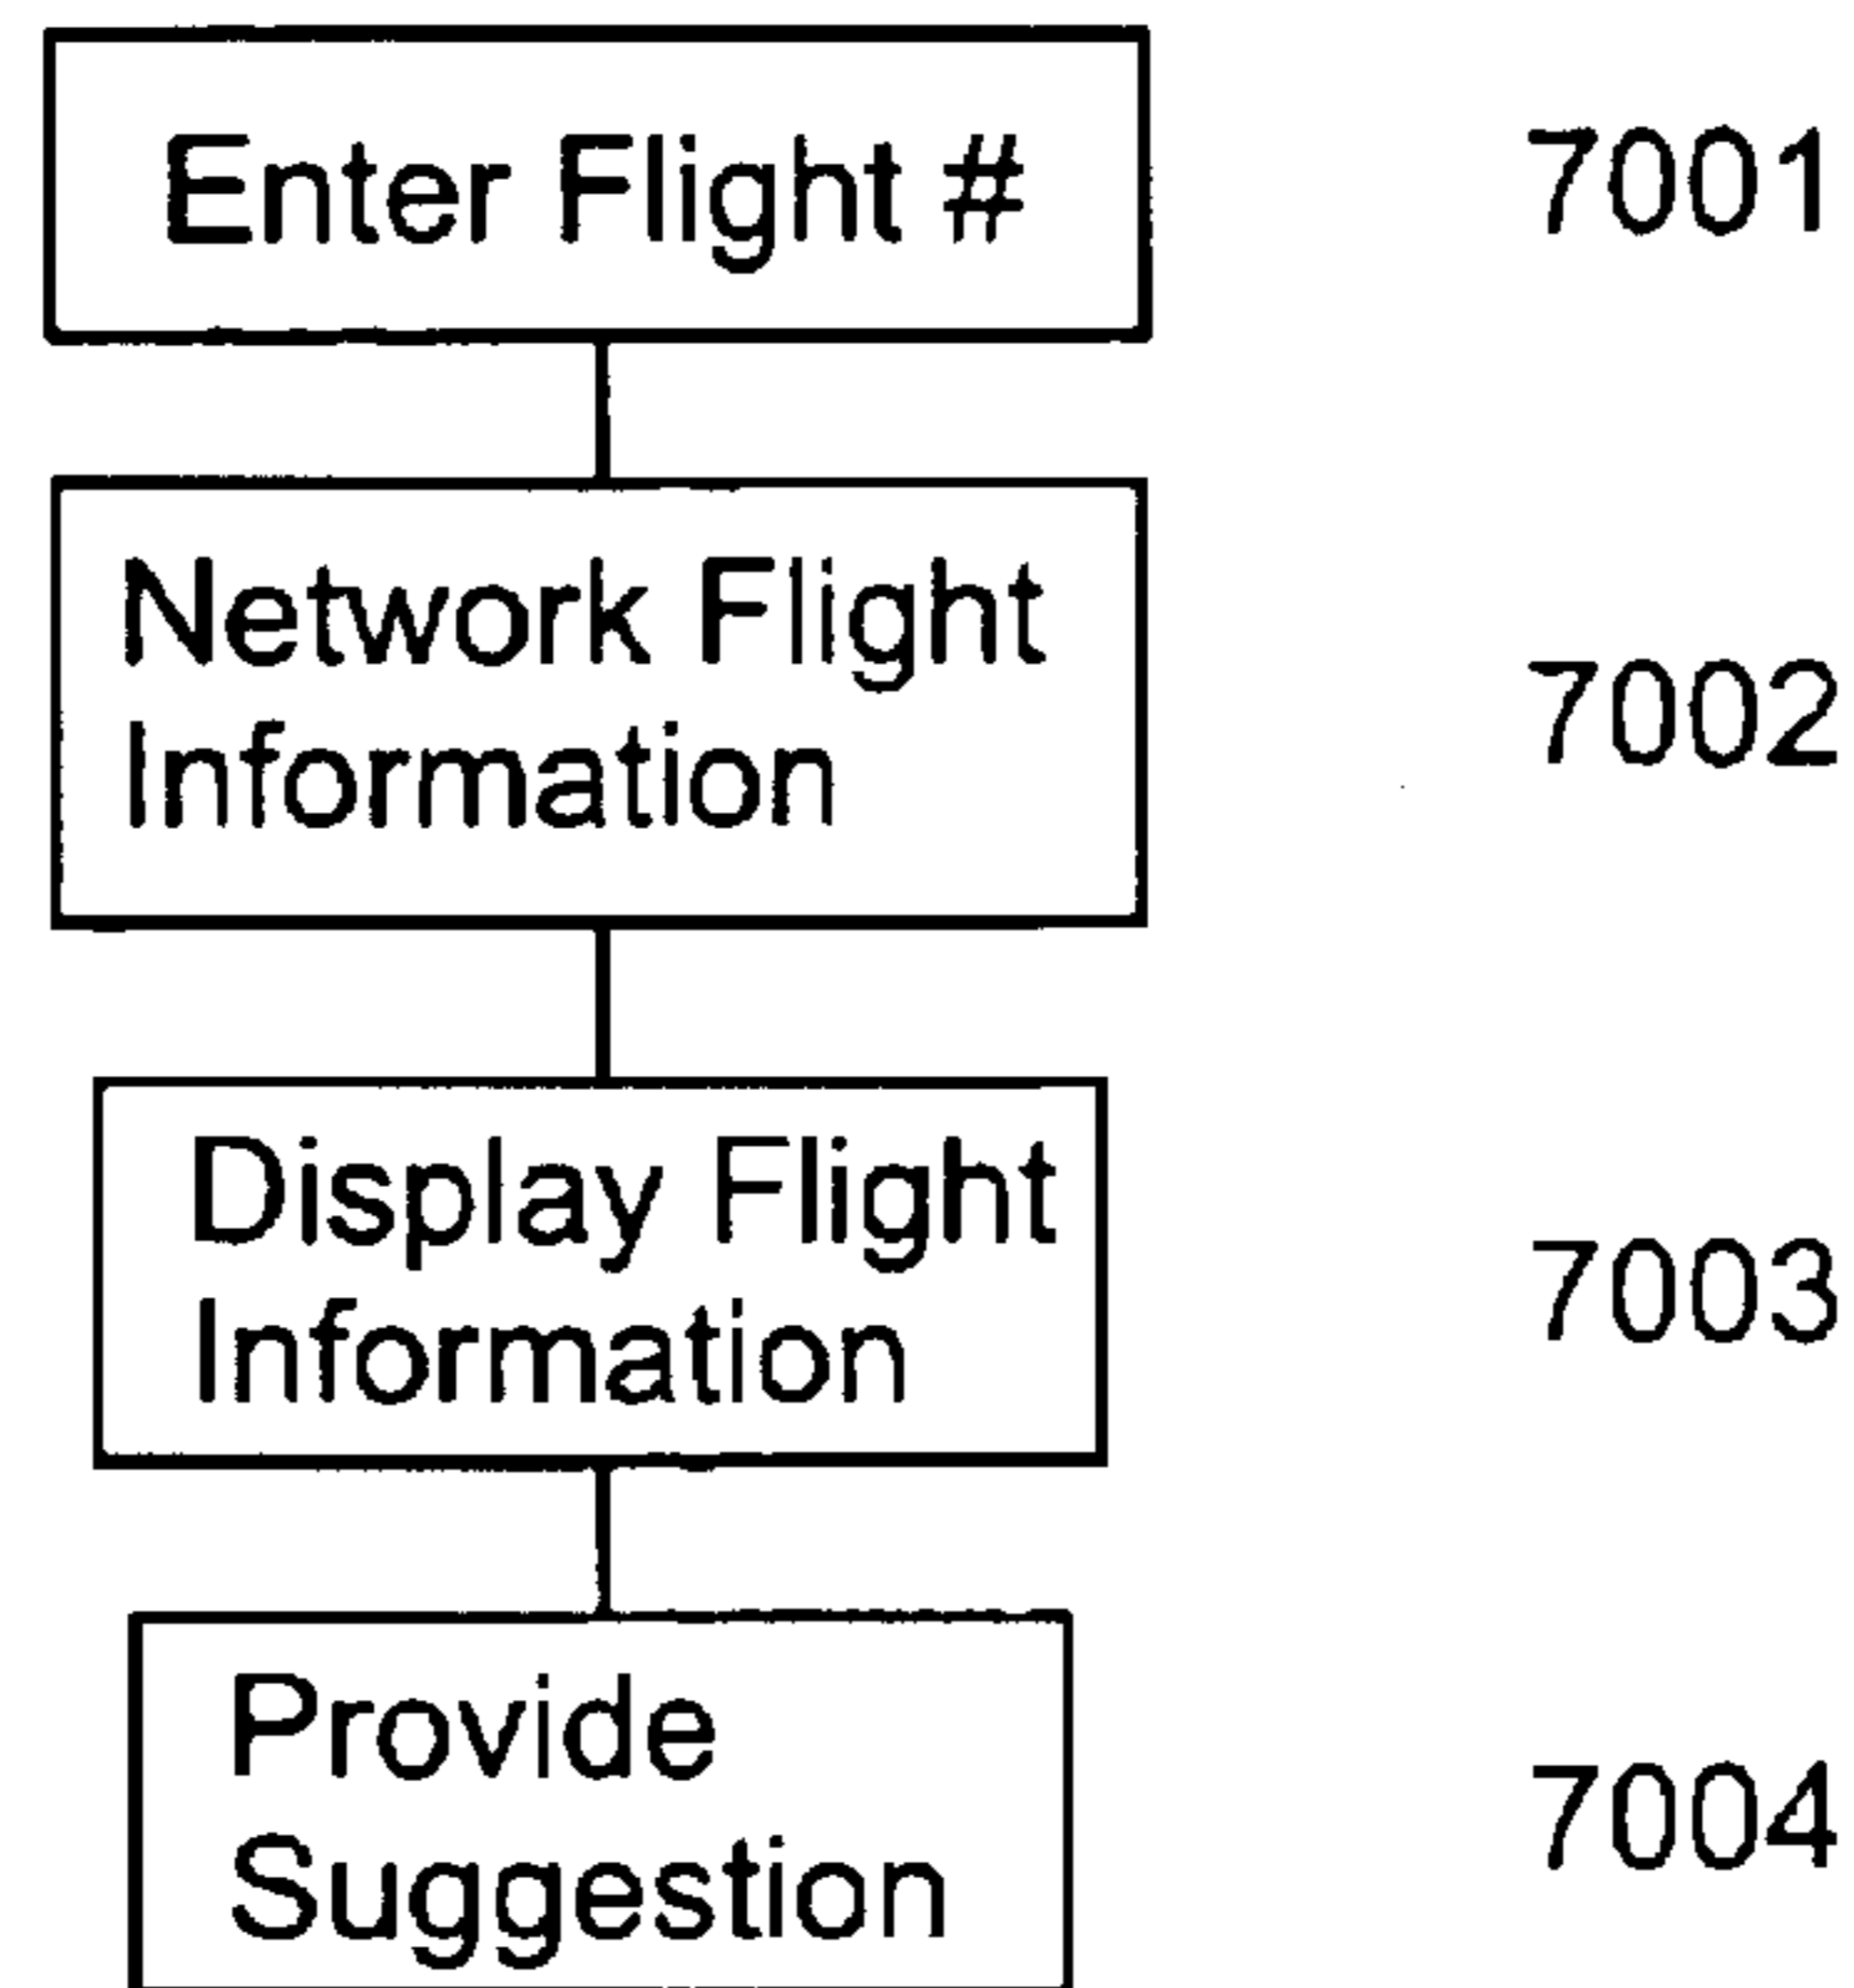 Enter Flight # 7001
Network Flight
Information 7002
Display Flight
Information 7003
Provide
Suggestion 7004